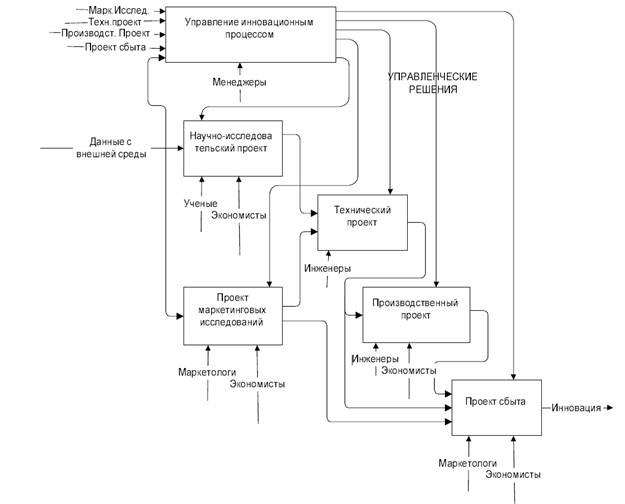 Марк.Исслед.
Техн.проект
Производст. Проект
Проект сбыта
Управление инновационным
процессом
Менеджеры
УПРАВЛЕНЧЕСКИЕ
РЕШЕНИЯ
Данные с
внешней среды
Научно-исследова
тельский проект
Ученые
Экономисты
Технический
проект
Инженеры
Проект
маркетинговых
исследований
Маркетологи
Экономисты
Производственный
проект
Инженеры
Экономисты
Проект сбыта
Инновация
Маркетологи
Экономисты